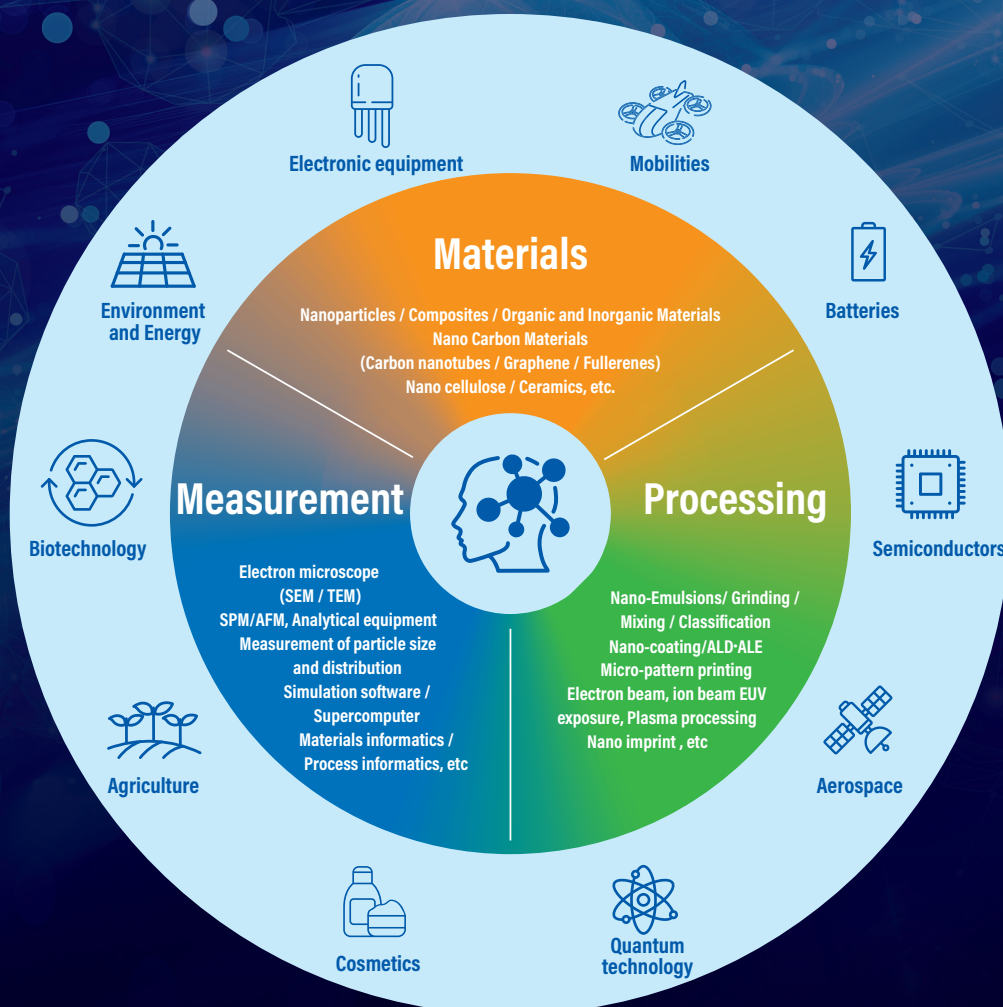 Electronic equipment
Mobilities
Environment
and Energy
Batteries
Materials
Nanoparticles / Composites / Organic and Inorganic Materials
Nano Carbon Materials
(Carbon nanotubes / Graphene / Fullerenes)
Nano cellulose / Ceramics, etc.
Measurement
Electron microscope
(SEM / TEM)
SPM/AFM, Analytical equipment
Measurement of particle size
and distribution
Simulation software /
Supercomputer
Materials informatics /
Process informatics, etc
Processing
Nano-Emulsions/ Grinding /
Mixing / Classification
Nano-coating/ALD·ALE
Micro-pattern printing
Electron beam, ion beam EUV
exposure, Plasma processing
Nano imprint , etc
Biotechnology
Semiconductors
Agriculture
Aerospace
Cosmetics
Quantum
technology